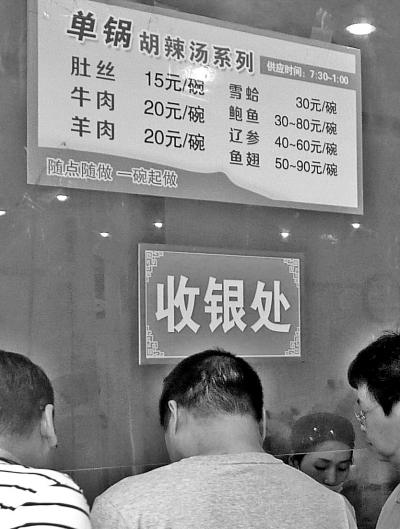 单锅胡辣汤系列 供应时间：7:30~1:00
肚丝 15元/碗 雪蛤 30元/碗
牛肉 20元/碗 鲍鱼 30~80元/碗
羊肉 20元/碗 辽参 40~60元/碗
鱼翅 50~90元/碗
随点随做 一碗起做
收银处